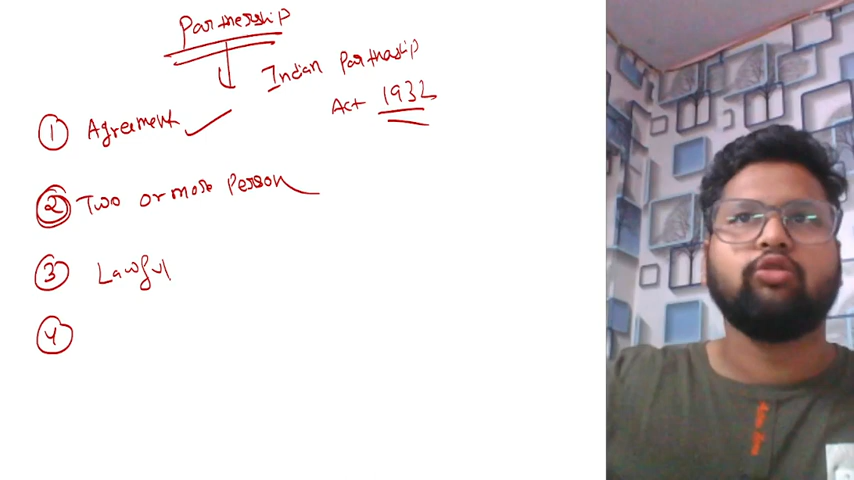 Partnership
Indian Partnership
Act 1932
① Agreement
② Two or more Person
③ Lawful
④